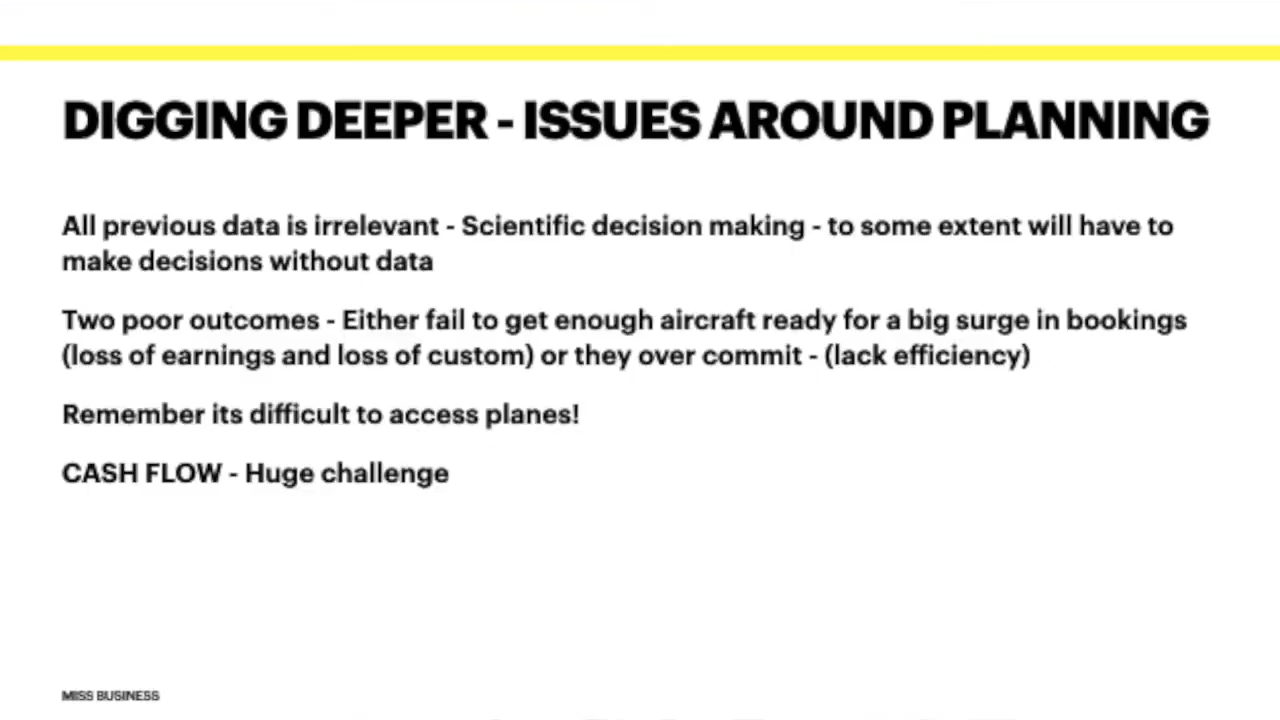 DIGGING DEEPER - ISSUES AROUND PLANNING
All previous data is irrelevant - Scientific decision making - to some extent will have to
make decisions without data
Two poor outcomes - Either fail to get enough aircraft ready for a big surge in bookings
(loss of earnings and loss of custom) or they over commit - (lack efficiency)
Remember its difficult to access planes!
CASH FLOW - Huge challenge
MISS BUSINESS